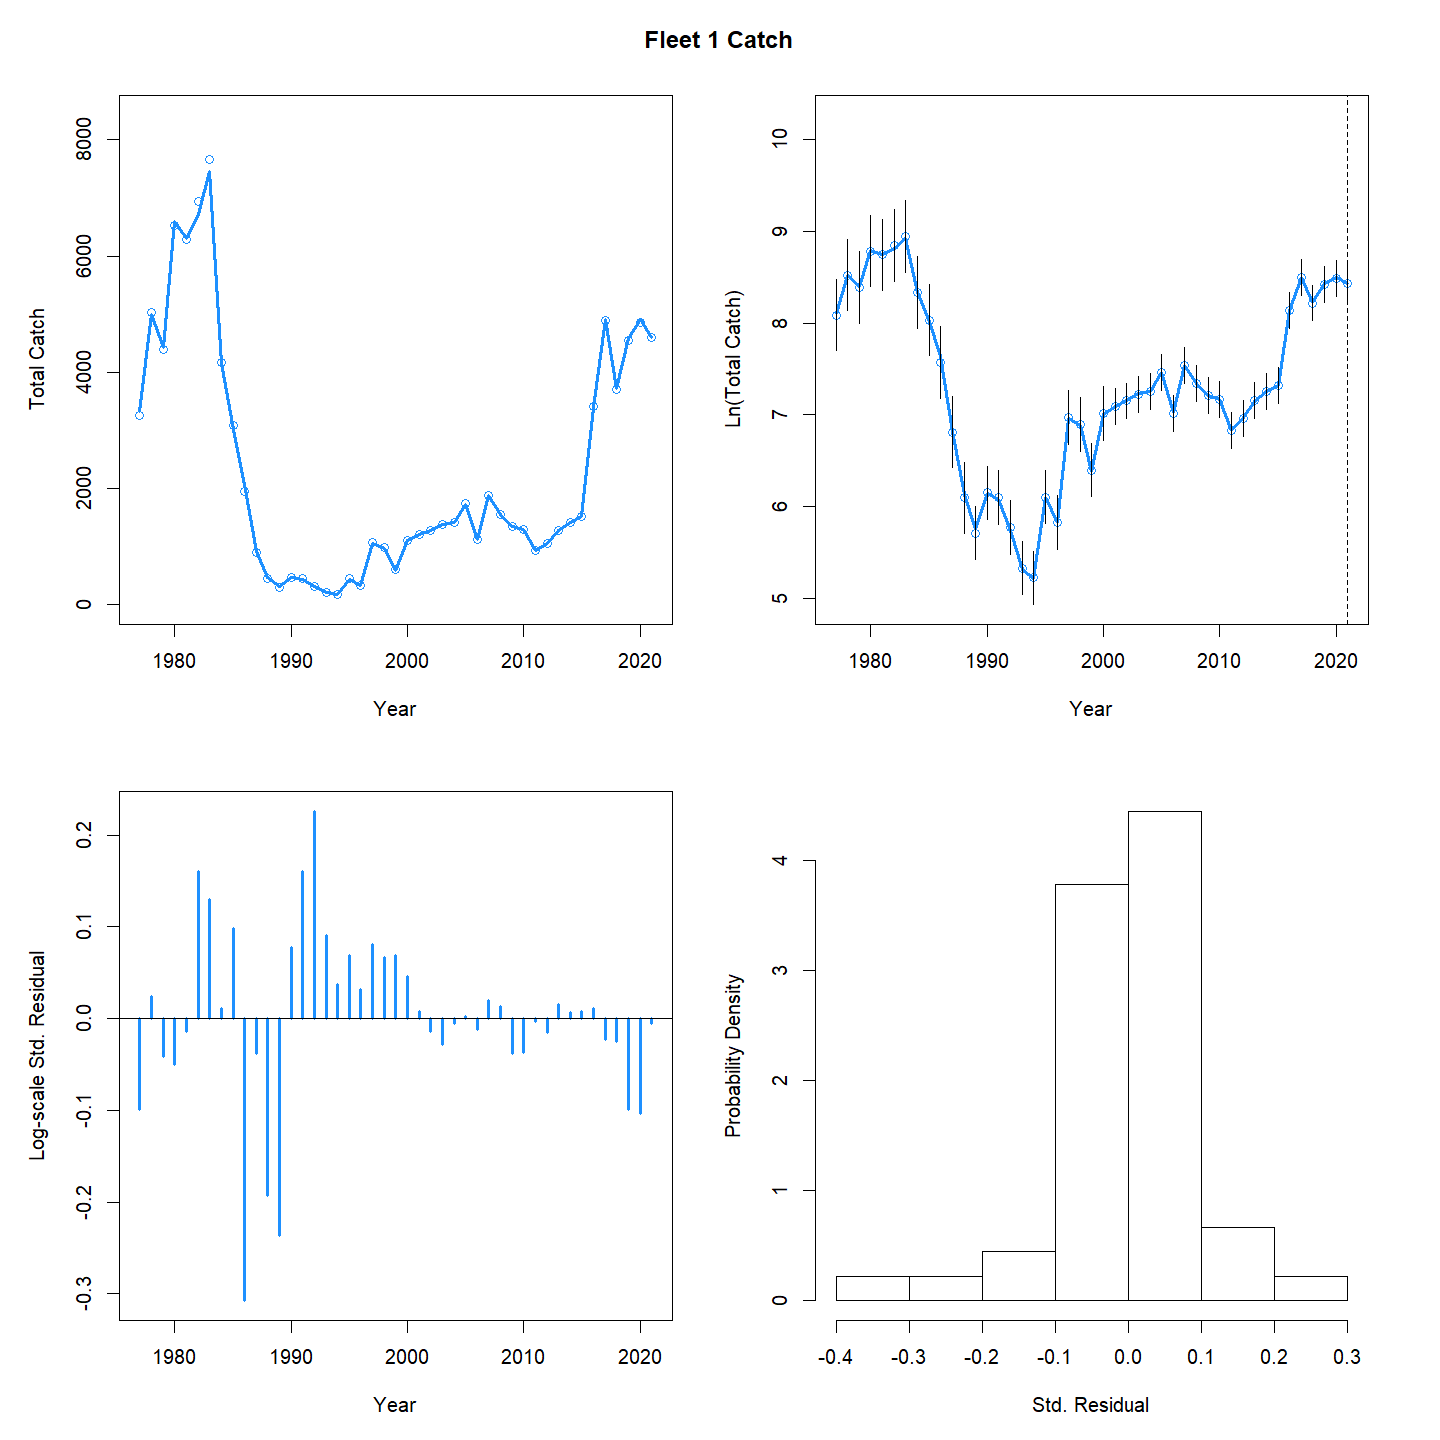 Fleet 1 Catch
Total Catch
8000
6000
4000
2000
0
1980 1990 2000 2010 2020
Year
Ln(Total Catch)
10
9
8
7
6
5
1980 1990 2000 2010 2020
Year
Log-scale Std. Residual
0.2
0.1
0.0
-0.1
-0.2
-0.3
1980 1990 2000 2010 2020
Year
Probability Density
4
3
2
1
0
-0.4 -0.3 -0.2 -0.1 0.0 0.1 0.2 0.3
Std. Residual